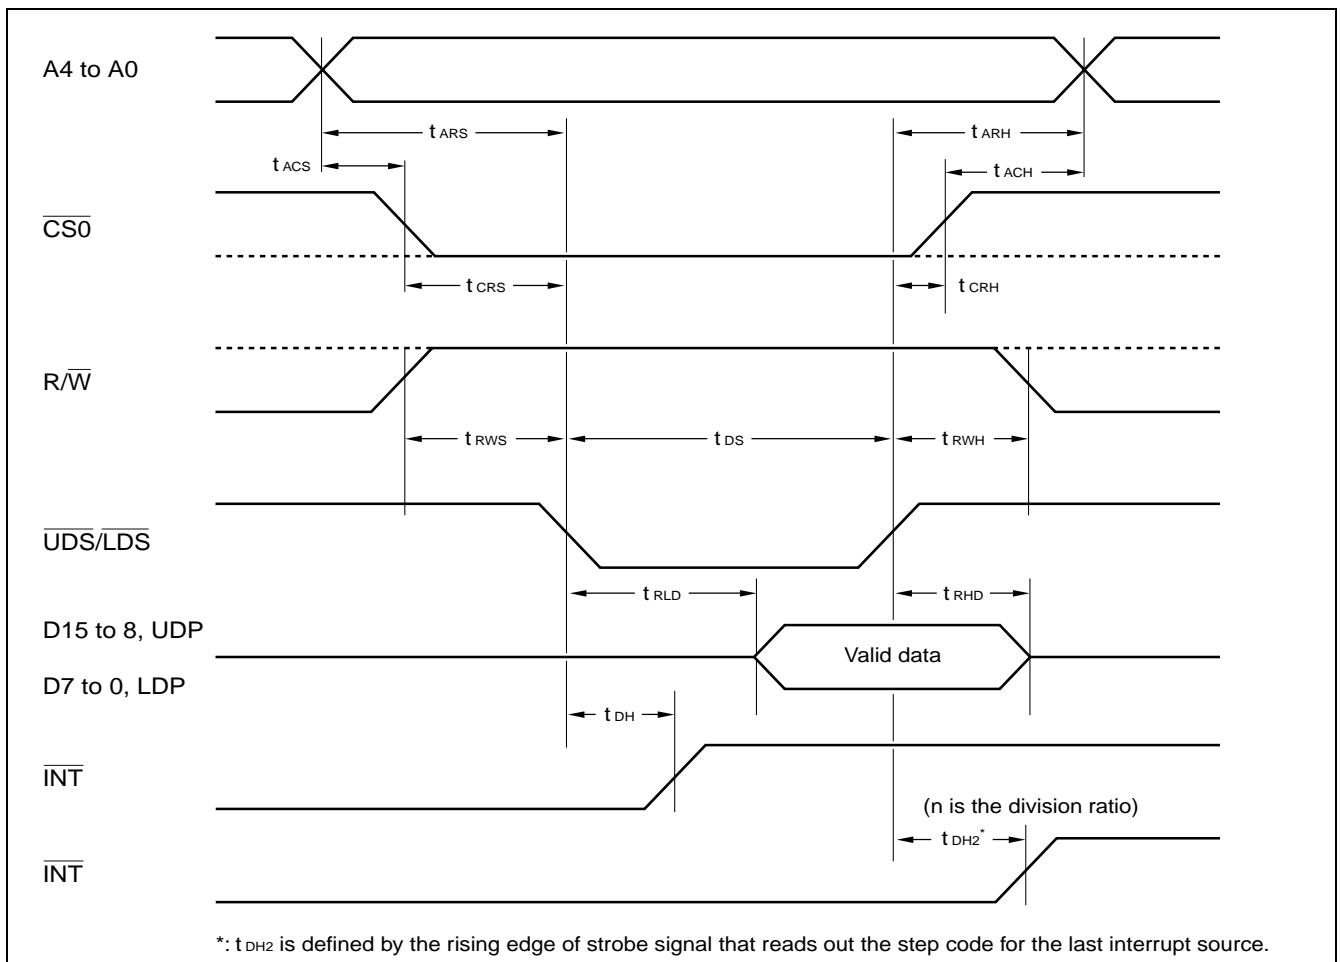 A4 to A0
t ARS
t ARH
t ACS
t ACH
CS0
t CRS
t CRH
R/W
t RWS
t DS
t RWH
UDS/LDS
t RLD
t RHD
D15 to 8, UDP
Valid data
D7 to 0, LDP
t DH
INT
(n is the division ratio)
t DH2*
INT
*: t DH2 is defined by the rising edge of strobe signal that reads out the step code for the last interrupt source.